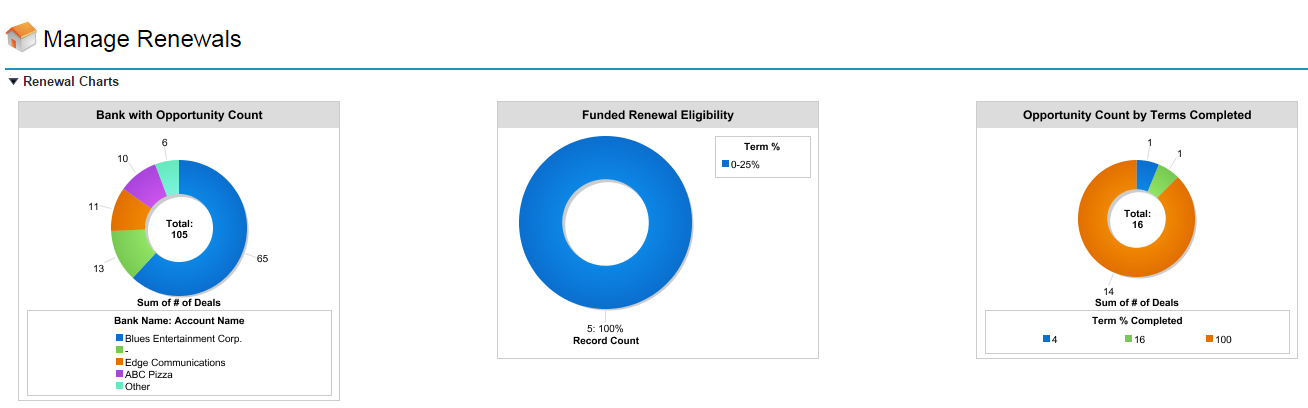 Manage Renewals
Renewal Charts
Bank with Opportunity Count
6
10
11
13
65
Total:
105
Sum of # of Deals
Bank Name: Account Name
Blues Entertainment Corp.
-
Edge Communications
ABC Pizza
Other
Funded Renewal Eligibility
Term %
0-25%
5: 100%
Record Count
Opportunity Count by Terms Completed
1
1
Total:
16
14
Sum of # of Deals
Term % Completed
4 16 100